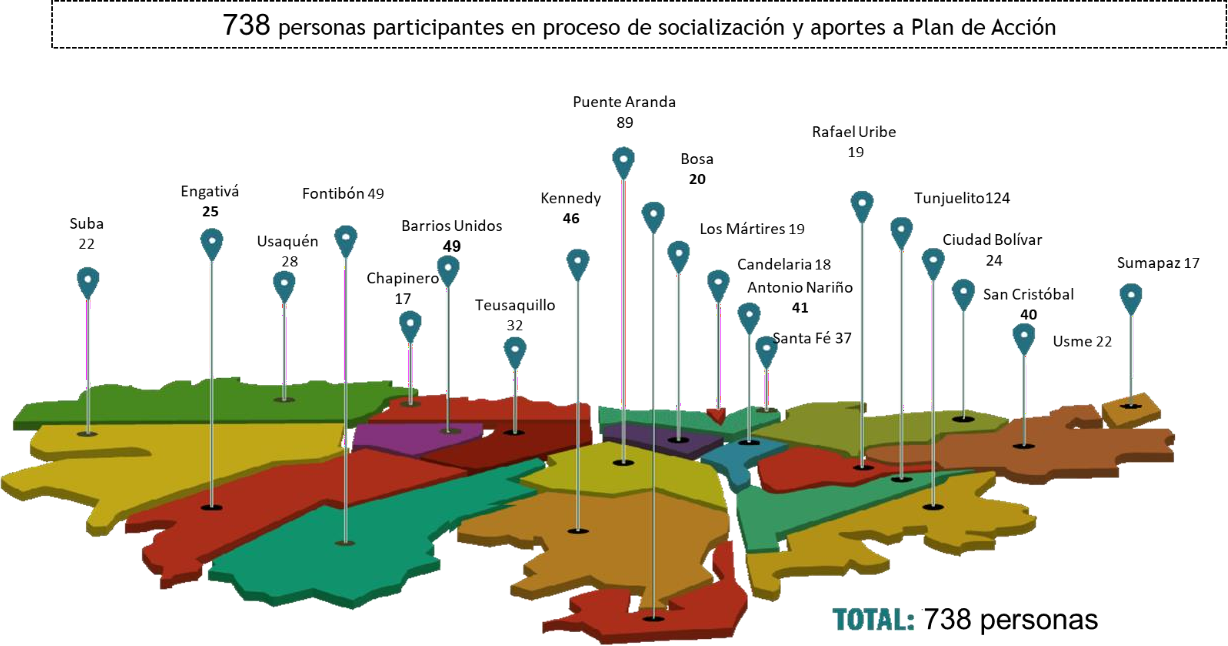 738 personas participantes en proceso de socialización y aportes a Plan de Acción
Puente Aranda
89
Rafael Uribe
19
Bosa
20
Engativá
25
Fontibón 49
Kennedy
46
Tunjuelito124
Suba
22
Barrios Unidos
49
Los Mártires 19
Usaquén
28
Ciudad Bolívar
24
Candelaria 18
Sumapaz 17
Chapinero
17
Antonio Nariño
41
San Cristóbal
40
Teusaquillo
32
Santa Fé 37
Usme 22
TOTAL: 738 personas